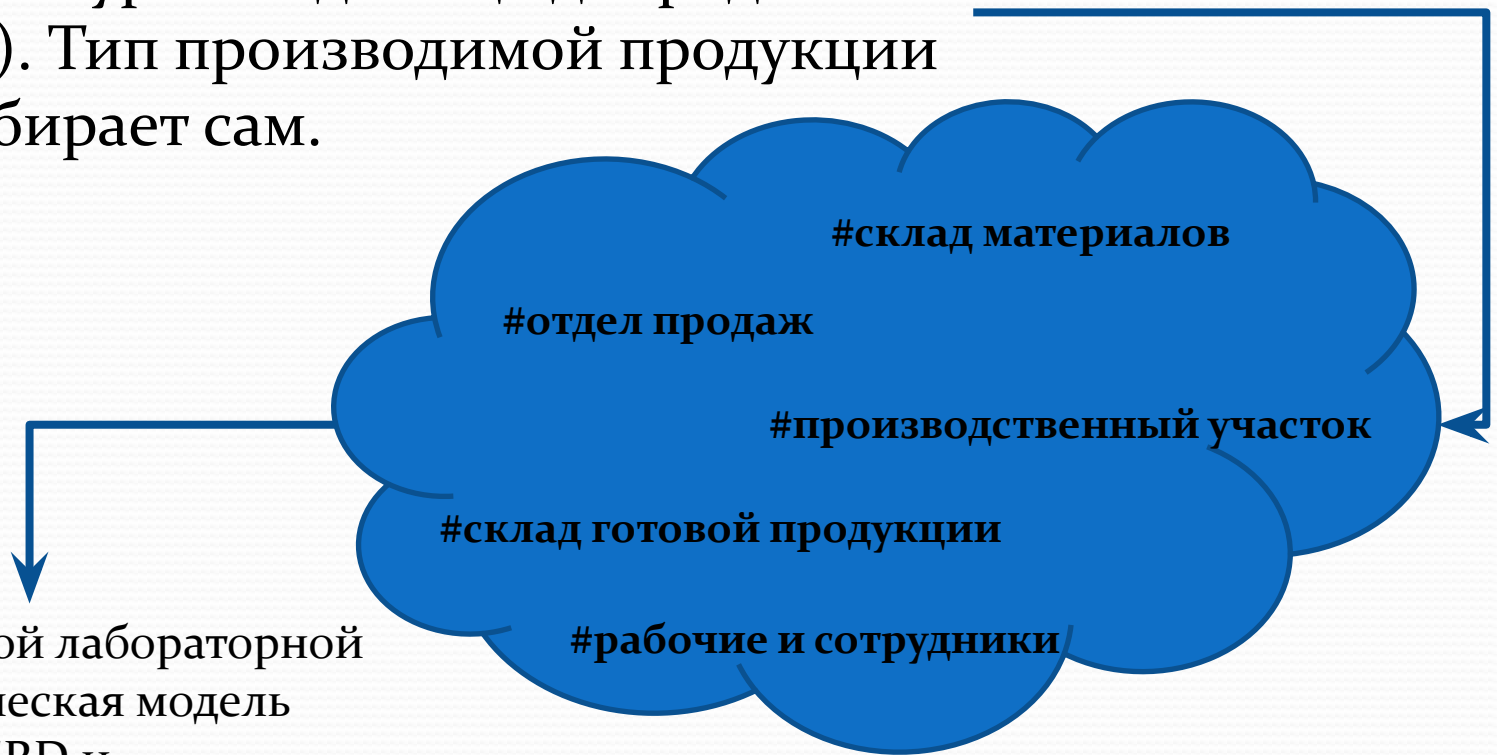 ). Тип производимой продукции
бирает сам.
#склад материалов
#отдел продаж
#производственный участок
#склад готовой продукции
#рабочие и сотрудники
ой лабораторной
еская модель